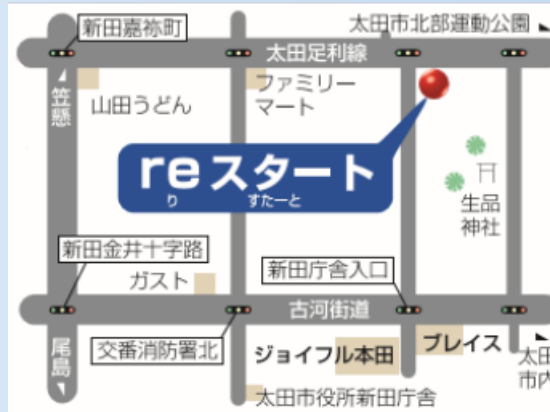 新田嘉祢町
太田市北部運動公園
太田足利線
笠懸
山田うどん
ファミリー
マート
reスタート
り
すたーと
生品
神社
新田金井十字路
ガスト
新田庁舎入口
古河街道
尾島
交番消防署北
ジョイフル本田
プレイス
太田
市内
太田市役所新田庁舎